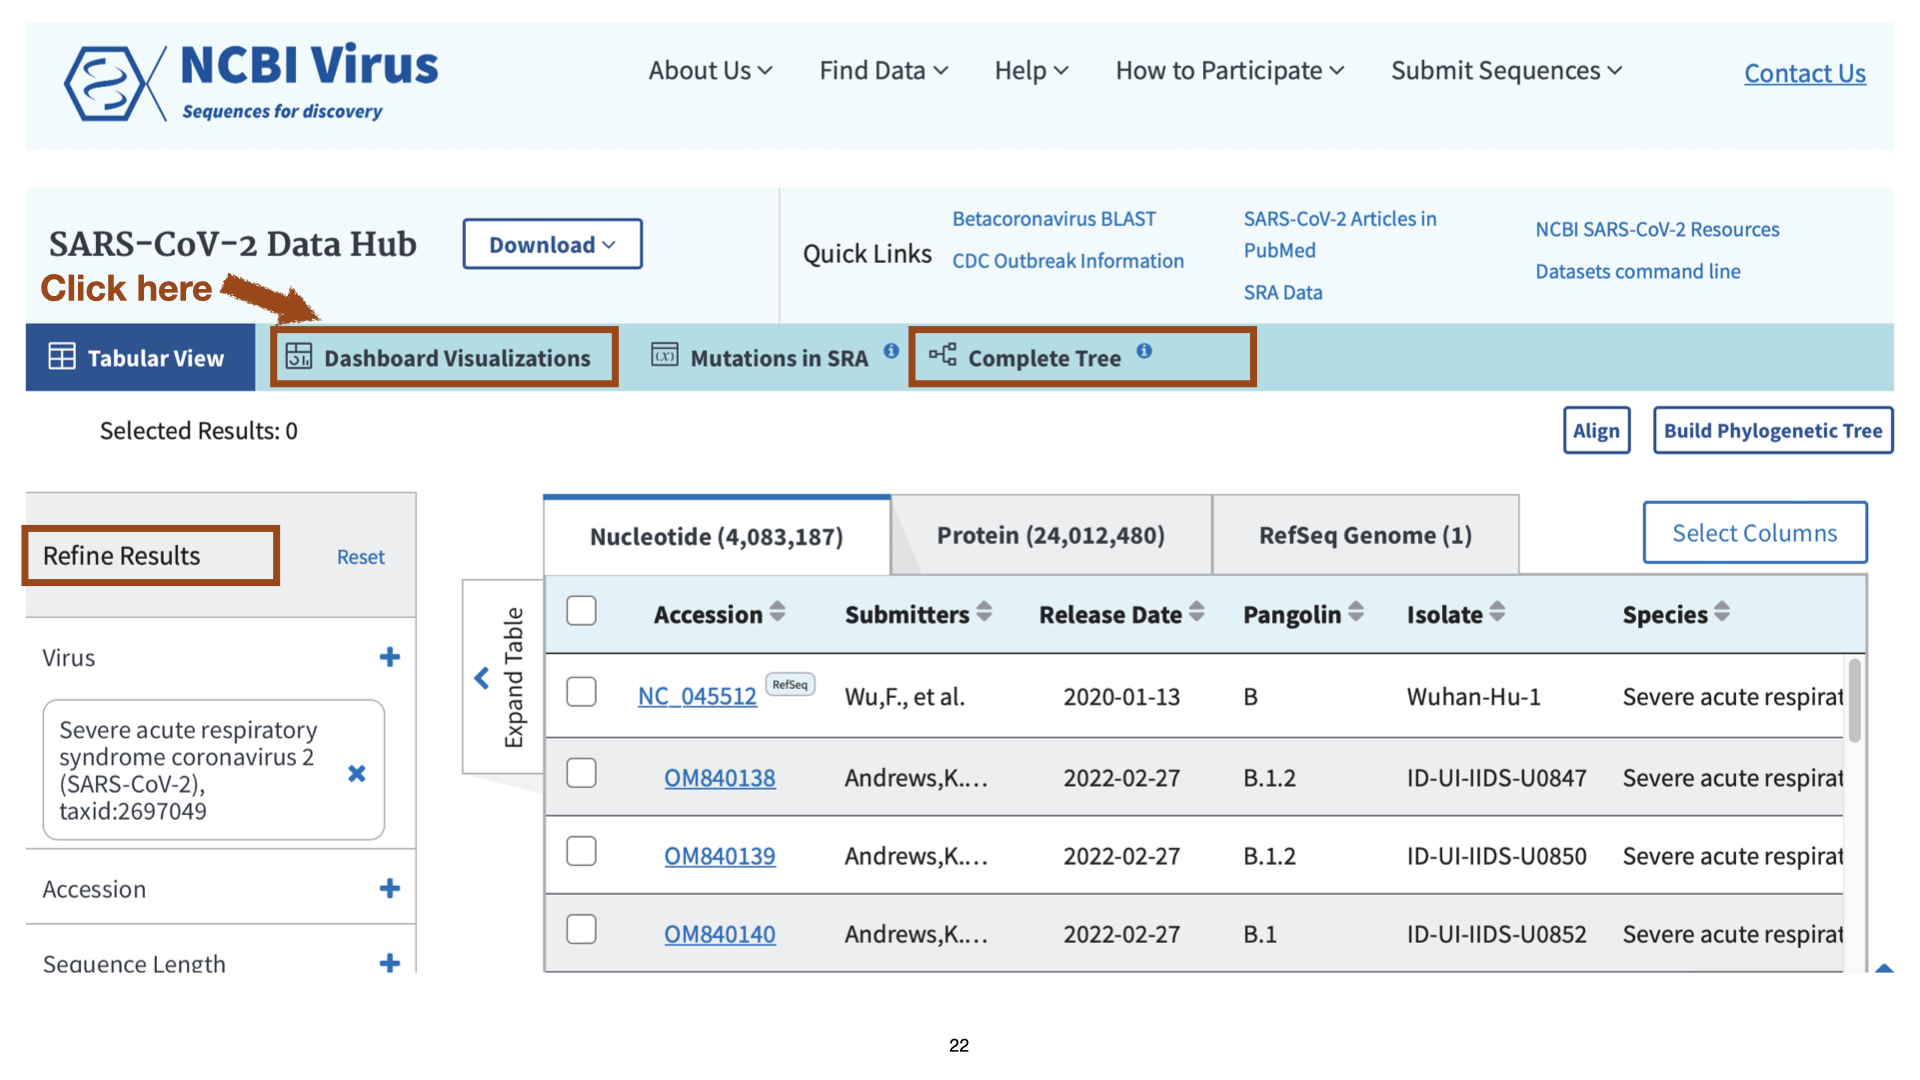 NCBI Virus
Sequences for discovery
About Us
Find Data
Help
How to Participate
Submit Sequences
Contact Us
SARS-CoV-2 Data Hub
Download
Quick Links
Betacoronavirus BLAST
CDC Outbreak Information
SARS-CoV-2 Articles in
PubMed
SRA Data
NCBI SARS-CoV-2 Resources
Datasets command line
Click here
Tabular View
Dashboard Visualizations
(x) Mutations in SRA i
Complete Tree i
Selected Results: 0
Align
Build Phylogenetic Tree
Refine Results
Reset
Virus
Severe acute respiratory
syndrome coronavirus 2
(SARS-CoV-2),
taxid:2697049
Accession
Sequence Length
Expand Table
Nucleotide (4,083,187)
Protein (24,012,480)
RefSeq Genome (1)
Select Columns
Accession Submitters Release Date Pangolin Isolate Species
NC_045512 RefSeq Wu,F., et al. 2020-01-13 B Wuhan-Hu-1 Severe acute respirat
OM840138 Andrews,K.... 2022-02-27 B.1.2 ID-UI-IIDS-U0847 Severe acute respirat
OM840139 Andrews,K.... 2022-02-27 B.1.2 ID-UI-IIDS-U0850 Severe acute respirat
OM840140 Andrews,K.... 2022-02-27 B.1 ID-UI-IIDS-U0852 Severe acute respirat
22